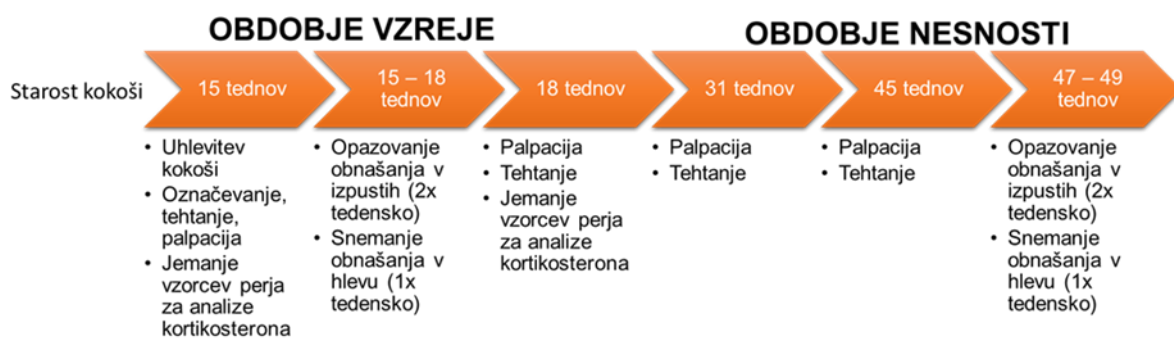 OBDOBJE VZREJE
OBDOBJE NESNOSTI
Starost kokoši
15 tednov
15 – 18
tednov
18 tednov
31 tednov
45 tednov
47 – 49
tednov
• Uhlevitev
kokoši
• Označevanje,
tehtanje,
palpacija
• Jemanje
vzorcev perja
za analize
kortikosterona
• Opazovanje
obnašanja v
izpustih (2x
tedensko)
• Snemanje
obnašanja v
hlevu (1x
tedensko)
• Palpacija
• Tehtanje
• Jemanje
vzorcev perja
za analize
kortikosterona
• Palpacija
• Tehtanje
• Palpacija
• Tehtanje
• Opazovanje
obnašanja v
izpustih (2x
tedensko)
• Snemanje
obnašanja v
hlevu (1x
tedensko)